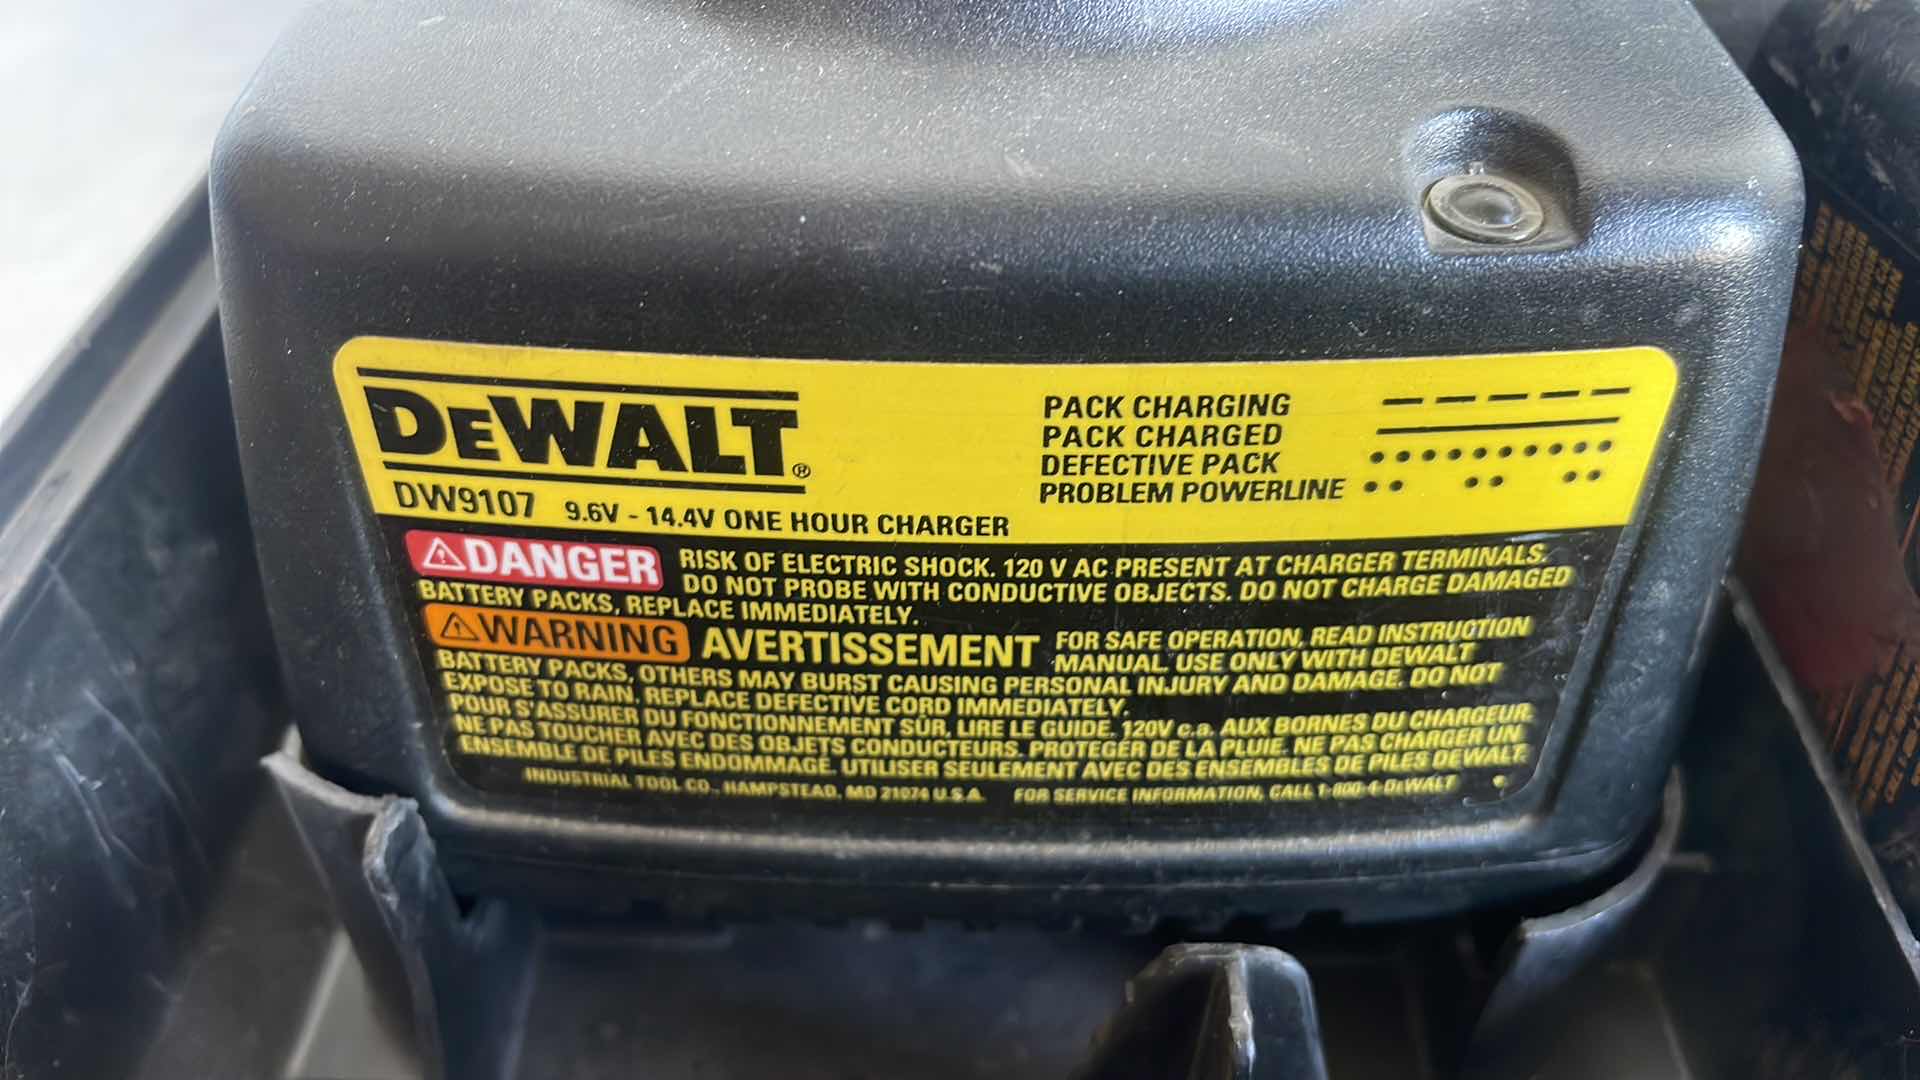 DEWALT®
DW9107 9.6V - 14.4V ONE HOUR CHARGER
PACK CHARGING
PACK CHARGED
DEFECTIVE PACK
PROBLEM POWERLINE
DANGER RISK OF ELECTRIC SHOCK. 120 V AC PRESENT AT CHARGER TERMINALS.
DO NOT PROBE WITH CONDUCTIVE OBJECTS. DO NOT CHARGE DAMAGED
BATTERY PACKS, REPLACE IMMEDIATELY.
WARNING AVERTISSEMENT FOR SAFE OPERATION, READ INSTRUCTION
MANUAL. USE ONLY WITH DEWALT
BATTERY PACKS, OTHERS MAY BURST CAUSING PERSONAL INJURY AND DAMAGE. DO NOT
EXPOSE TO RAIN. REPLACE DEFECTIVE CORD IMMEDIATELY.
POUR S'ASSURER DU FONCTIONNEMENT SÛR, LIRE LE GUIDE. 120V c.a. AUX BORNES DU CHARGEUR.
NE PAS TOUCHER AVEC DES OBJETS CONDUCTEURS. PROTEGER DE LA PLUIE. NE PAS CHARGER UN
ENSEMBLE DE PILES ENDOMMAGÉ. UTILISER SEULEMENT AVEC DES ENSEMBLES DE PILES DEWALT.
INDUSTRIAL TOOL CO., HAMPSTEAD, MD 21074 U.S.A. FOR SERVICE INFORMATION, CALL 1-800-4-DEWALT